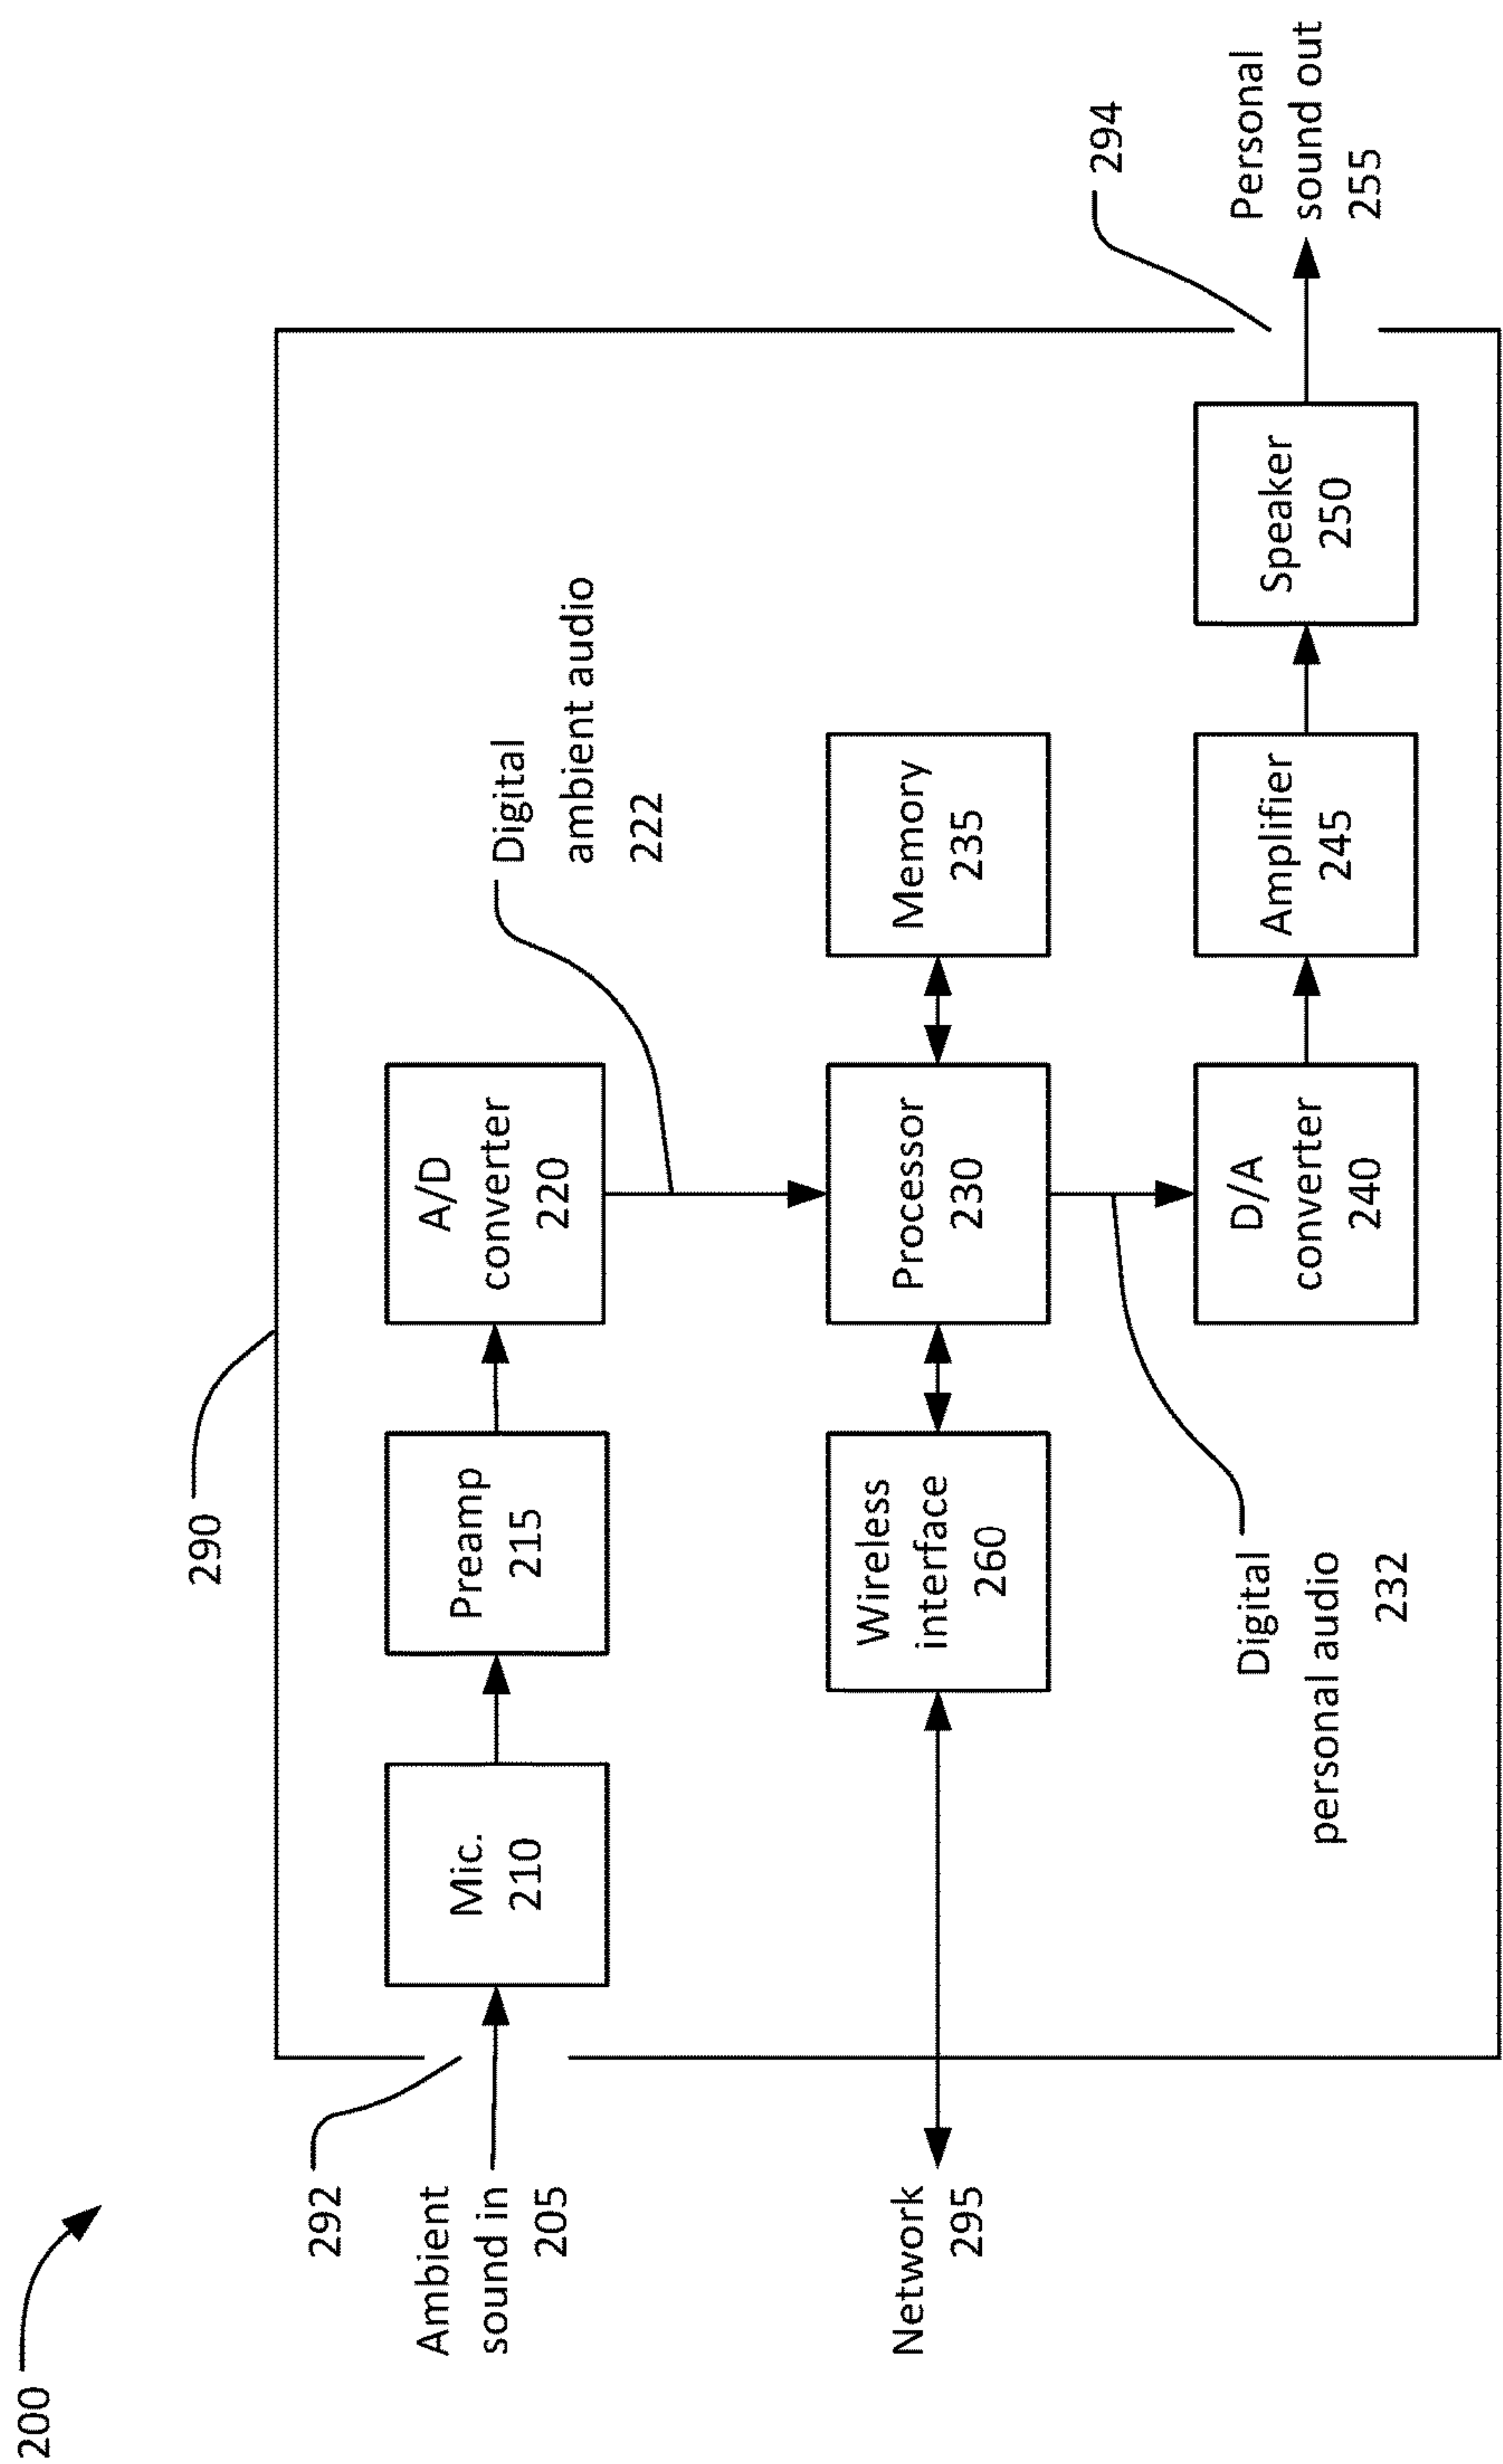 200
290
292
Ambient
sound in
205
Mic.
210
Preamp
215
A/D
converter
220
Digital
ambient audio
222
Network
295
Wireless
interface
260
Processor
230
Memory
235
294
Digital
personal audio
232
D/A
converter
240
Amplifier
245
Speaker
250
Personal
sound out
255